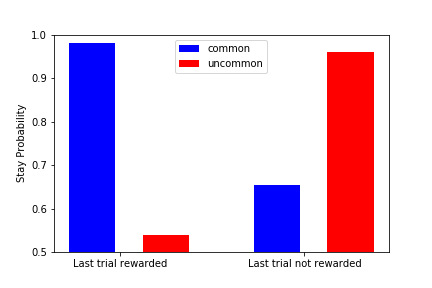 1.0
common
uncommon
0.9
0.8
0.7
0.6
0.5
Stay Probability
Last trial rewarded
Last trial not rewarded